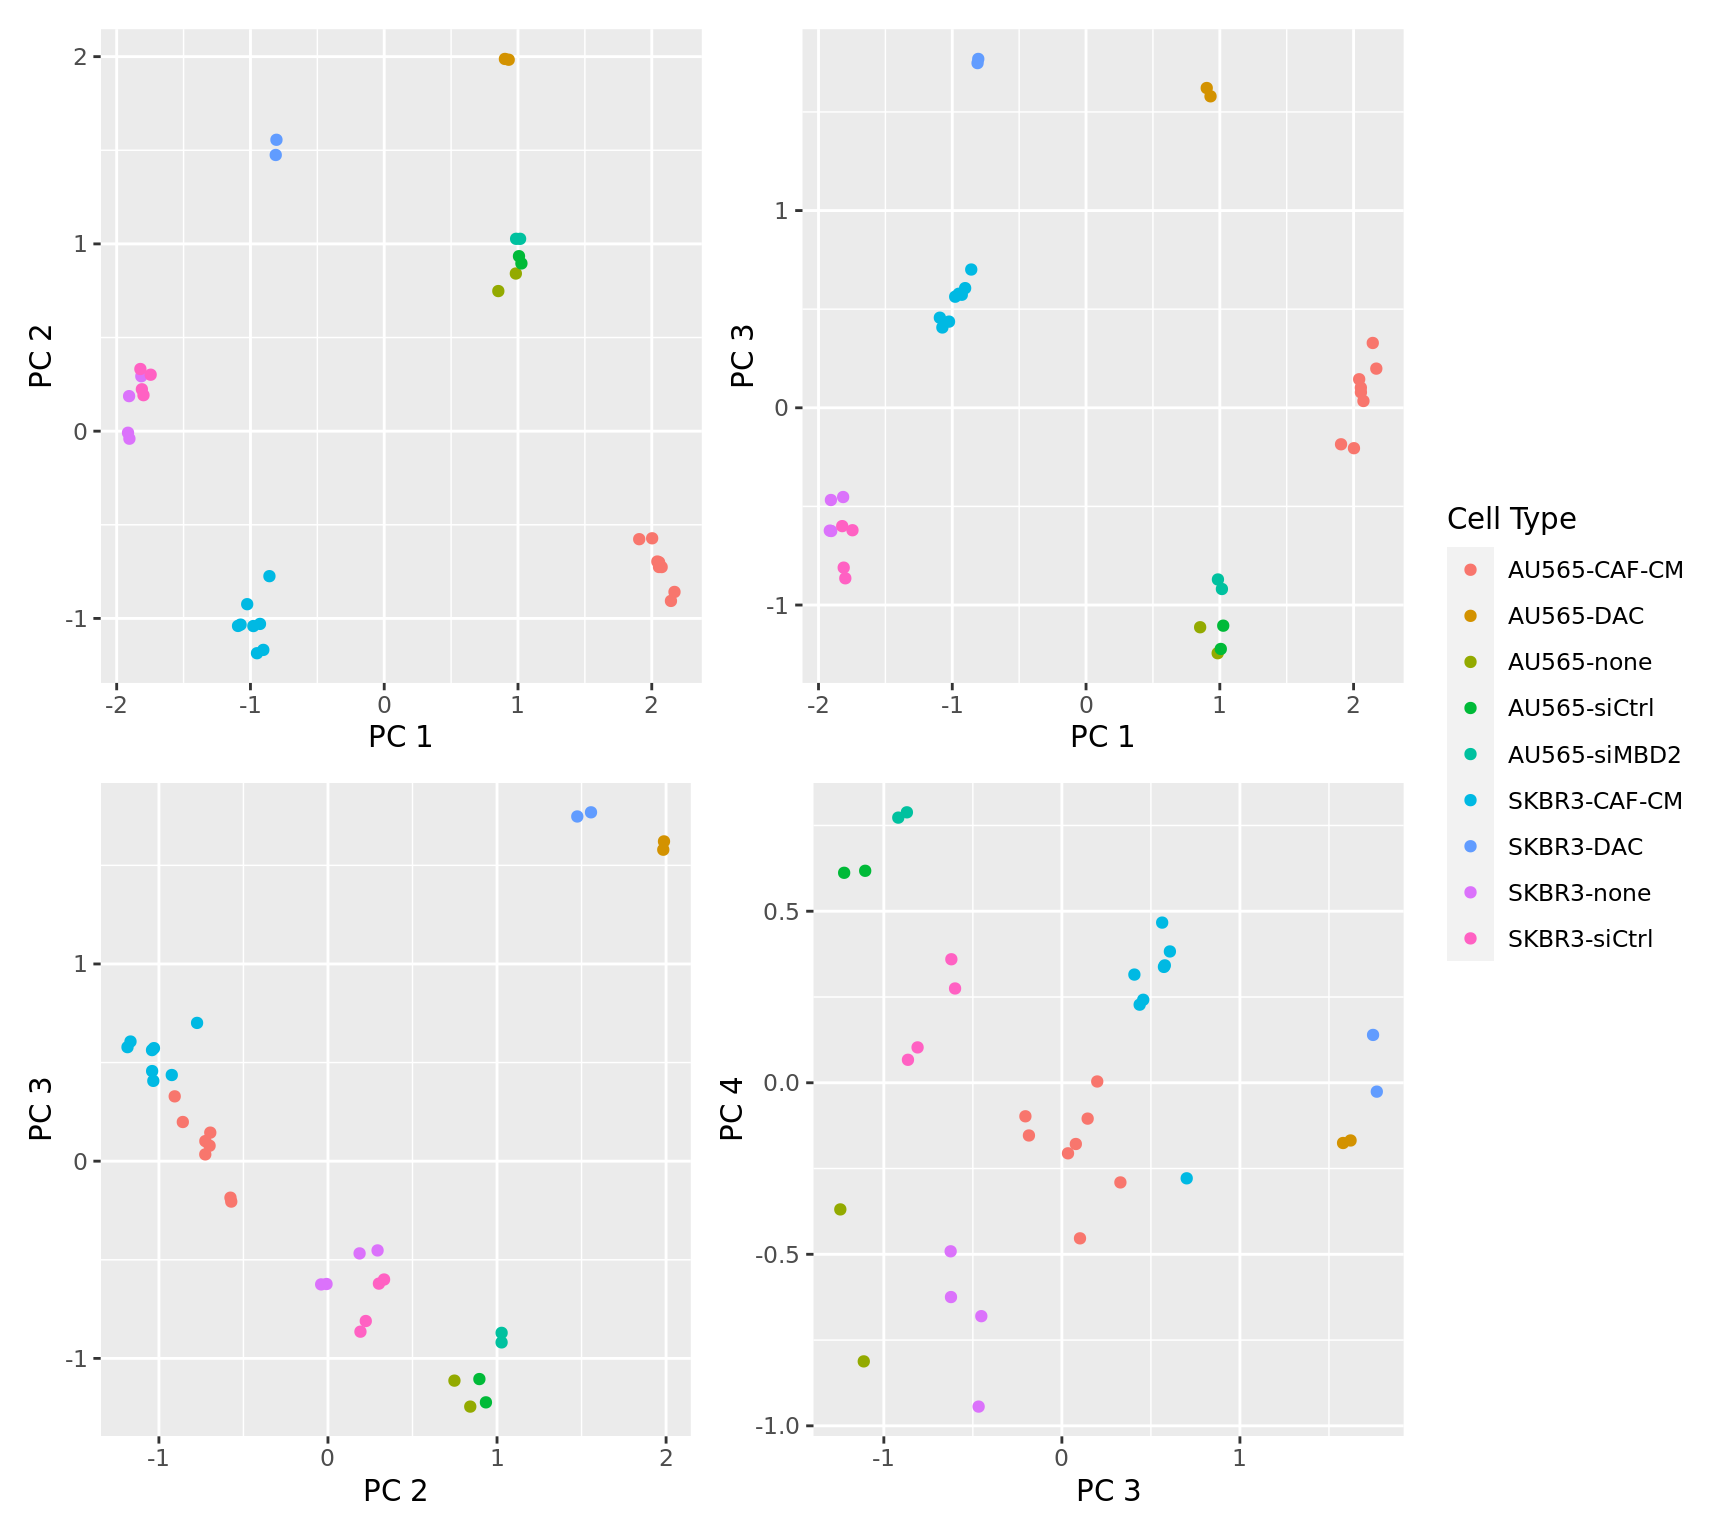 2
1
0
-1
PC 2
-2
-1
0
1
2
PC 1
1
0
-1
PC 3
-2
-1
0
1
2
PC 1
1
0
-1
PC 3
-1
0
1
2
PC 2
0.5
0.0
-0.5
-1.0
PC 4
-1
0
1
PC 3
Cell Type
AU565-CAF-CM
AU565-DAC
AU565-none
AU565-siCtrl
AU565-siMBD2
SKBR3-CAF-CM
SKBR3-DAC
SKBR3-none
SKBR3-siCtrl